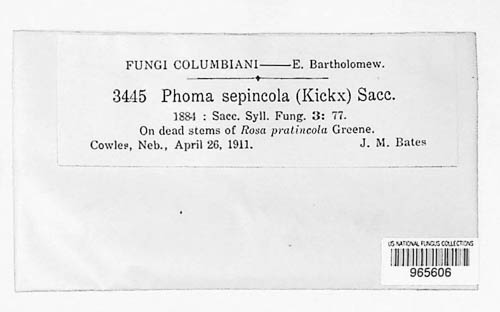 FUNGI COLUMBIANI—E. Bartholomew.
3445 Phoma sepincola (Kickx) Sacc.
1884 : Sacc. Syll. Fung. 3: 77.
On dead stems of Rosa pratincola Greene.
Cowles, Neb., April 26, 1911. J. M. Bates
US NATIONAL FUNGUS COLLECTIONS
965606